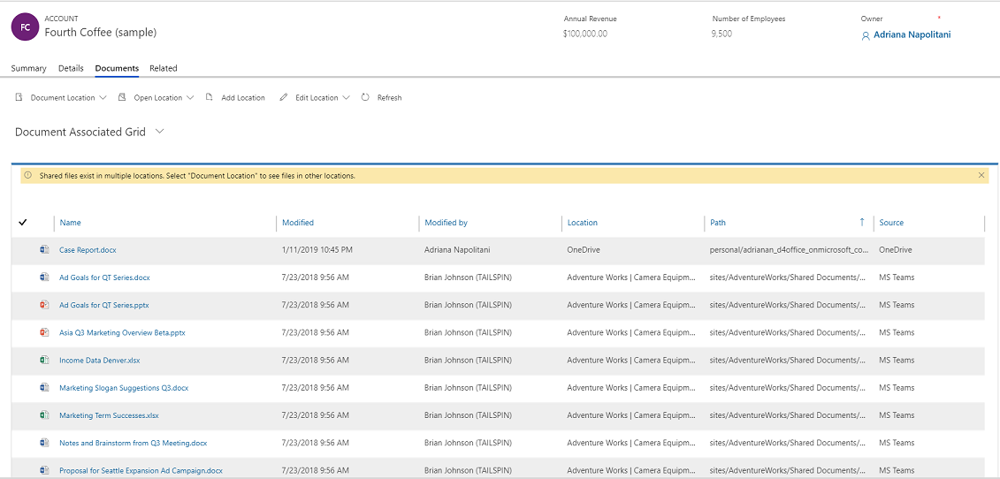 FC
ACCOUNT
Fourth Coffee (sample)
Annual Revenue
$100,000.00
Number of Employees
9,500
Owner *
Adriana Napolitani
Summary Details Documents Related
Document Location Open Location Add Location Edit Location Refresh
Document Associated Grid
Shared files exist in multiple locations. Select "Document Location" to see files in other locations.
Name Modified Modified by Location Path Source
Case Report.docx 1/11/2019 10:45 PM Adriana Napolitani OneDrive personal/adrianan_d4office_onmicrosoft_co... OneDrive
Ad Goals for QT Series.docx 7/23/2018 9:56 AM Brian Johnson (TAILSPIN) Adventure Works | Camera Equipm... sites/AdventureWorks/Shared Documents/... MS Teams
Ad Goals for QT Series.pptx 7/23/2018 9:56 AM Brian Johnson (TAILSPIN) Adventure Works | Camera Equipm... sites/AdventureWorks/Shared Documents/... MS Teams
Asia Q3 Marketing Overview Beta.pptx 7/23/2018 9:56 AM Brian Johnson (TAILSPIN) Adventure Works | Camera Equipm... sites/AdventureWorks/Shared Documents/... MS Teams
Income Data Denver.xlsx 7/23/2018 9:56 AM Brian Johnson (TAILSPIN) Adventure Works | Camera Equipm... sites/AdventureWorks/Shared Documents/... MS Teams
Marketing Slogan Suggestions Q3.docx 7/23/2018 9:56 AM Brian Johnson (TAILSPIN) Adventure Works | Camera Equipm... sites/AdventureWorks/Shared Documents/... MS Teams
Marketing Term Successes.xlsx 7/23/2018 9:56 AM Brian Johnson (TAILSPIN) Adventure Works | Camera Equipm... sites/AdventureWorks/Shared Documents/... MS Teams
Notes and Brainstorm from Q3 Meeting.docx 7/23/2018 9:56 AM Brian Johnson (TAILSPIN) Adventure Works | Camera Equipm... sites/AdventureWorks/Shared Documents/... MS Teams
Proposal for Seattle Expansion Ad Campaign.docx 7/23/2018 9:56 AM Brian Johnson (TAILSPIN) Adventure Works | Camera Equipm... sites/AdventureWorks/Shared Documents/... MS Teams